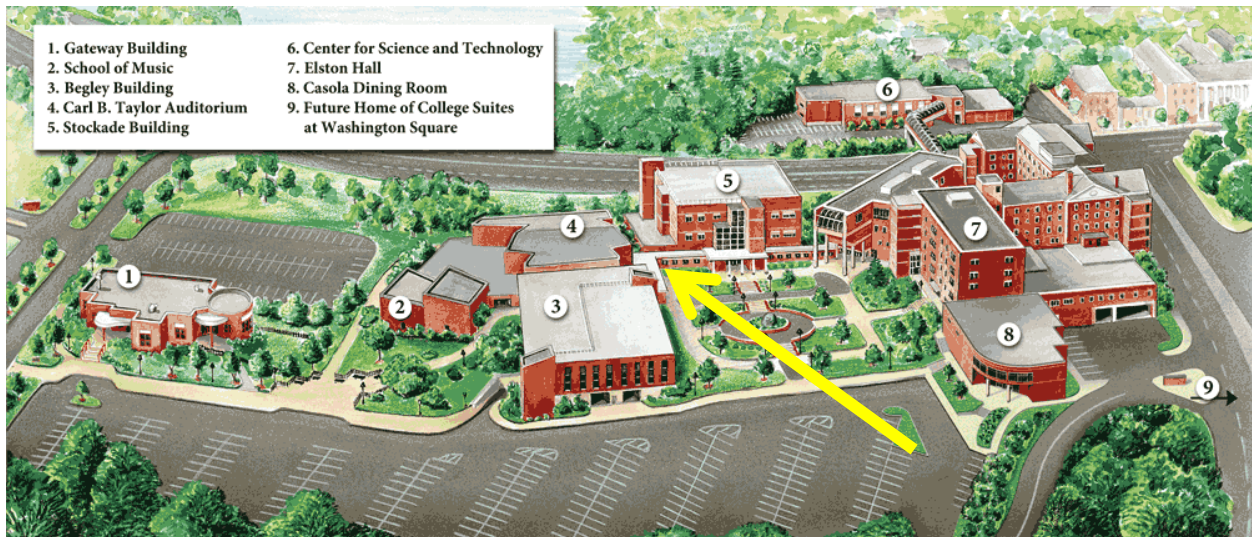 1. Gateway Building
2. School of Music
3. Begley Building
4. Carl B. Taylor Auditorium
5. Stockade Building
6. Center for Science and Technology
7. Elston Hall
8. Casola Dining Room
9. Future Home of College Suites
at Washington Square
6
5
7
4
1
2
3
8
9